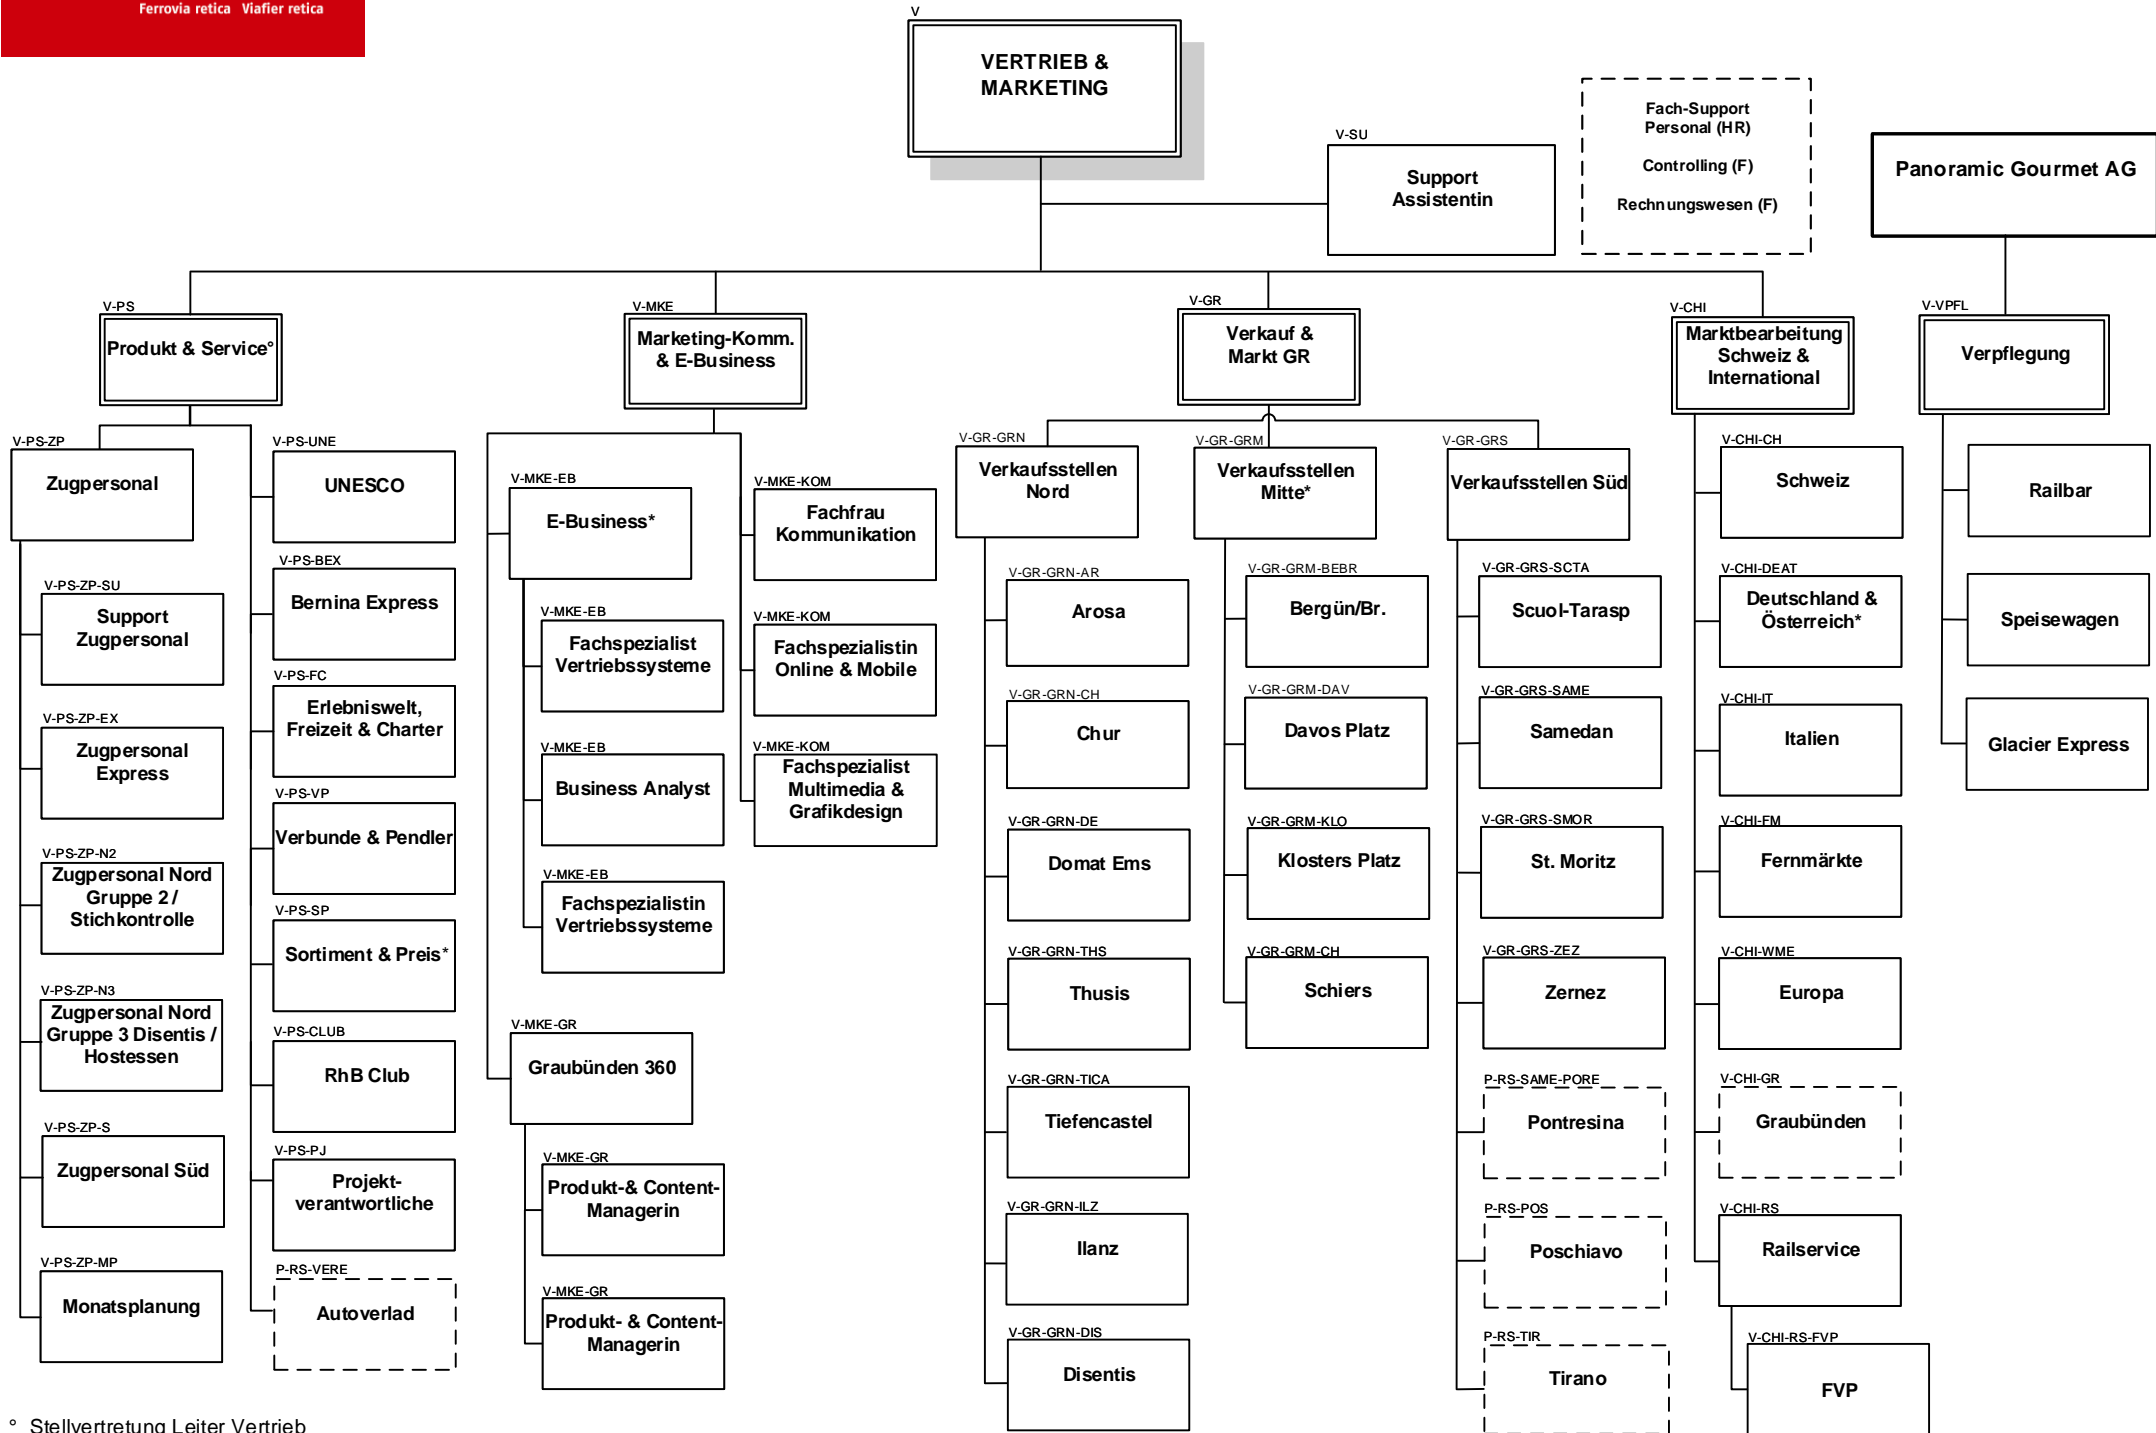 Ferrovia retica Viafier retica
V
VERTRIEB &
MARKETING
V-SU
Support
Assistentin
Fach-Support
Personal (HR)
Controlling (F)
Rechnungswesen (F)
Panoramic Gourmet AG
V-PS
Produkt & Service°
V-MKE
Marketing-Komm.
& E-Business
V-GR
Verkauf &
Markt GR
V-CHI
Marktbearbeitung
Schweiz &
International
V-VPFL
Verpflegung
V-PS-ZP
Zugpersonal
V-PS-ZP-SU
Support
Zugpersonal
V-PS-ZP-EX
Zugpersonal
Express
V-PS-ZP-N2
Zugpersonal Nord
Gruppe 2 /
Stichkontrolle
V-PS-ZP-N3
Zugpersonal Nord
Gruppe 3 Disentis /
Hostessen
V-PS-ZP-S
Zugpersonal Süd
V-PS-ZP-MP
Monatsplanung
V-PS-UNE
UNESCO
V-PS-BEX
Bernina Express
V-PS-FC
Erlebniswelt,
Freizeit & Charter
V-PS-VP
Verbunde & Pendler
V-PS-SP
Sortiment & Preis*
V-PS-CLUB
RhB Club
V-PS-PJ
Projekt-
verantwortliche
P-RS-VERE
Autoverlad
V-MKE-EB
E-Business*
V-MKE-EB
Fachspezialist
Vertriebssysteme
V-MKE-EB
Business Analyst
V-MKE-EB
Fachspezialistin
Vertriebssysteme
V-MKE-GR
Graubünden 360
V-MKE-GR
Produkt-& Content-
Managerin
V-MKE-GR
Produkt- & Content-
Managerin
V-MKE-KOM
Fachfrau
Kommunikation
V-MKE-KOM
Fachspezialistin
Online & Mobile
V-MKE-KOM
Fachspezialist
Multimedia &
Grafikdesign
V-GR-GRN
Verkaufsstellen
Nord
V-GR-GRN-AR
Arosa
V-GR-GRN-CH
Chur
V-GR-GRN-DE
Domat Ems
V-GR-GRN-THS
Thusis
V-GR-GRN-TICA
Tiefencastel
V-GR-GRN-ILZ
Ilanz
V-GR-GRN-DIS
Disentis
V-GR-GRM
Verkaufsstellen
Mitte*
V-GR-GRM-BEBR
Bergün/Br.
V-GR-GRM-DAV
Davos Platz
V-GR-GRM-KLO
Klosters Platz
V-GR-GRM-CH
Schiers
V-GR-GRS
Verkaufsstellen Süd
V-GR-GRS-SCTA
Scuol-Tarasp
V-GR-GRS-SAME
Samedan
V-GR-GRS-SMOR
St. Moritz
V-GR-GRS-ZEZ
Zernez
P-RS-SAME-PORE
Pontresina
P-RS-POS
Poschiavo
P-RS-TIR
Tirano
V-CHI-CH
Schweiz
V-CHI-DEAT
Deutschland &
Österreich*
V-CHI-IT
Italien
V-CHI-FM
Fernmärkte
V-CHI-WME
Europa
V-CHI-GR
Graubünden
V-CHI-RS
Railservice
V-CHI-RS-FVP
FVP
Railbar
Speisewagen
Glacier Express
° Stellvertretung Leiter Vertrieb